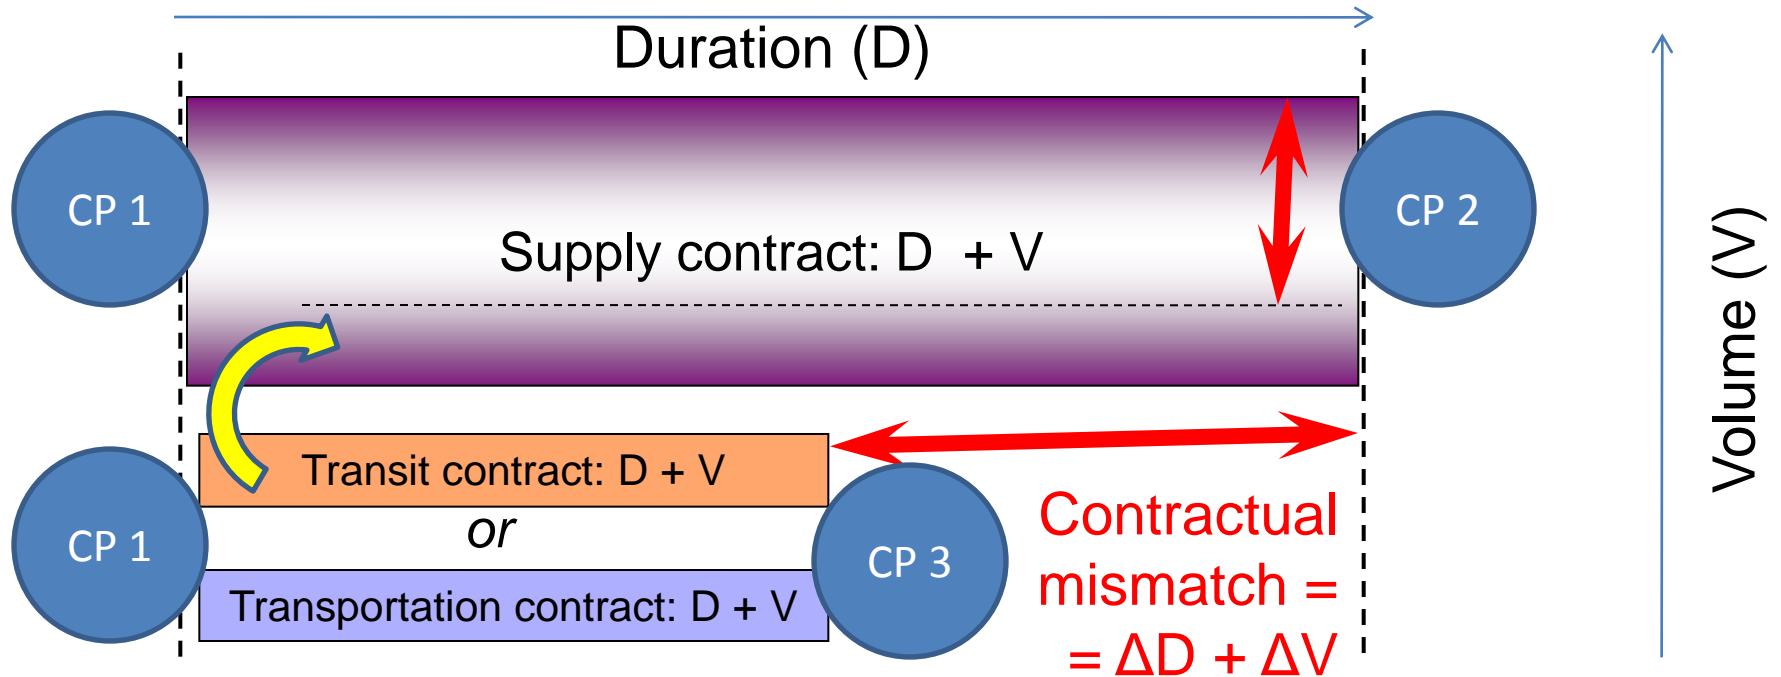 Duration (D)
CP 1
CP 2
Supply contract: D + V
Volume (V)
Transit contract: D + V
or
CP 1
CP 3
Transportation contract: D + V
Contractual
mismatch =
= ΔD + ΔV